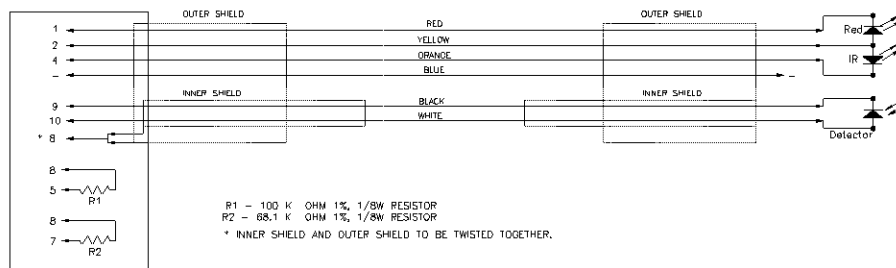 OUTER SHIELD OUTER SHIELD
1 RED Red
2 YELLOW
4 ORANGE IR
– BLUE –
INNER SHIELD INNER SHIELD
9 BLACK
10 WHITE
* 8 Detector
8
5 R1
8
7 R2
R1 – 100 K OHM 1%, 1/8W RESISTOR
R2 – 68.1 K OHM 1%, 1/8W RESISTOR
* INNER SHIELD AND OUTER SHIELD TO BE TWISTED TOGETHER.